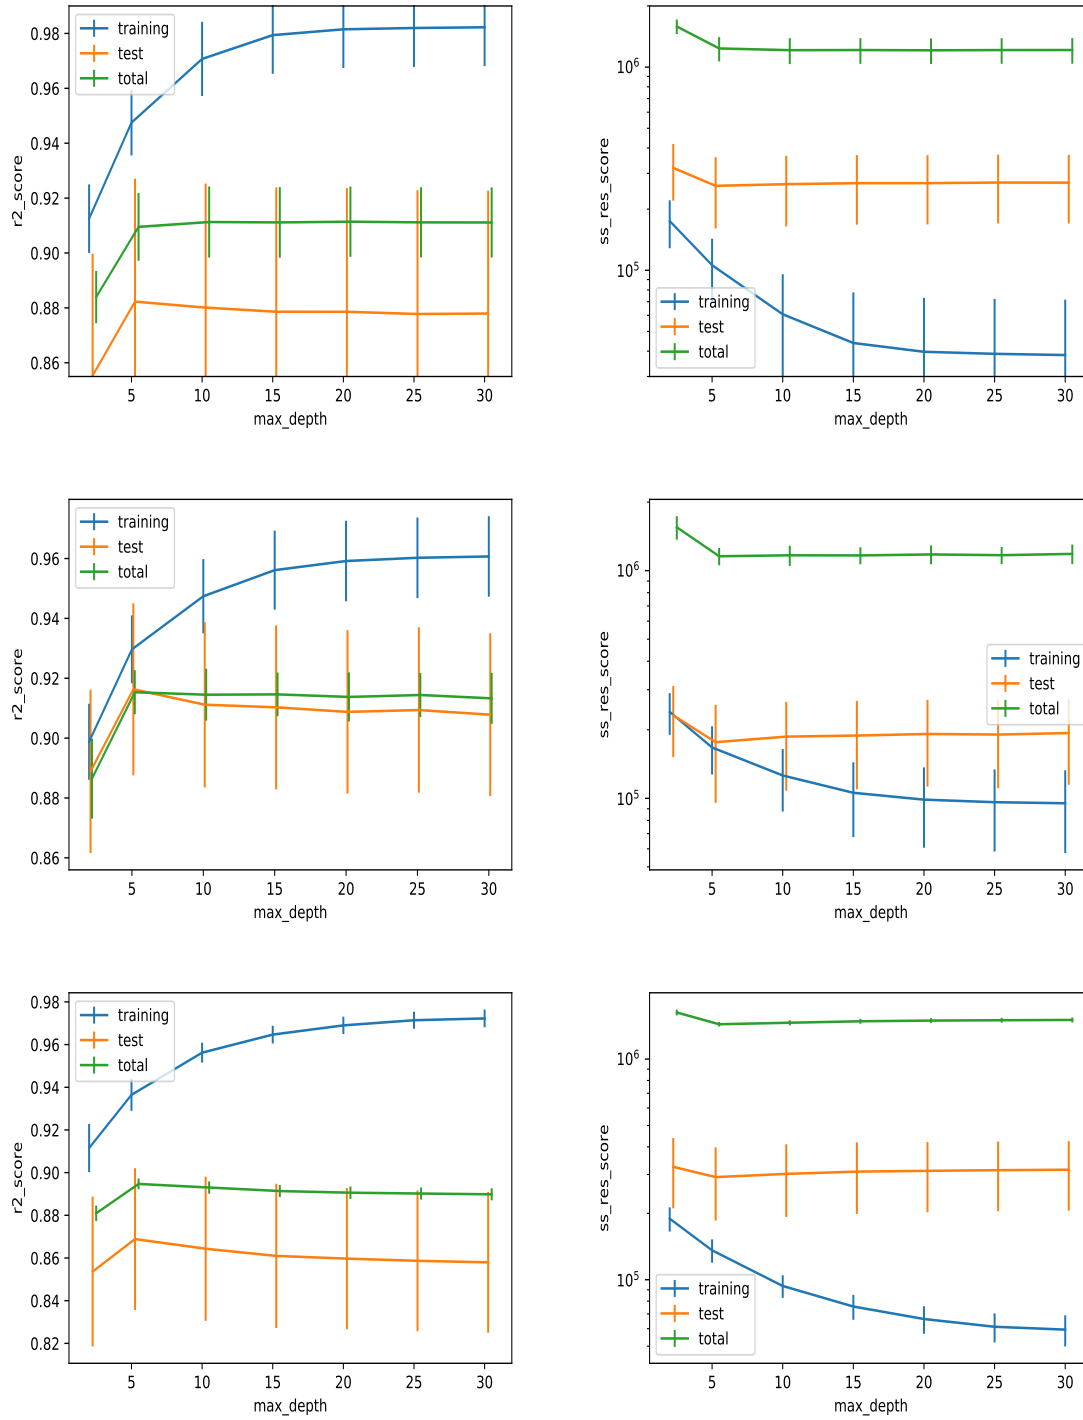 r2_score
0.98
0.96
0.94
0.92
0.90
0.88
0.86
training
test
total
5 10 15 20 25 30
max_depth
ss_res_score
10^6
10^5
training
test
total
5 10 15 20 25 30
max_depth
r2_score
0.96
0.94
0.92
0.90
0.88
0.86
training
test
total
5 10 15 20 25 30
max_depth
ss_res_score
10^6
10^5
training
test
total
5 10 15 20 25 30
max_depth
r2_score
0.98
0.96
0.94
0.92
0.90
0.88
0.86
0.84
0.82
training
test
total
5 10 15 20 25 30
max_depth
ss_res_score
10^6
10^5
training
test
total
5 10 15 20 25 30
max_depth